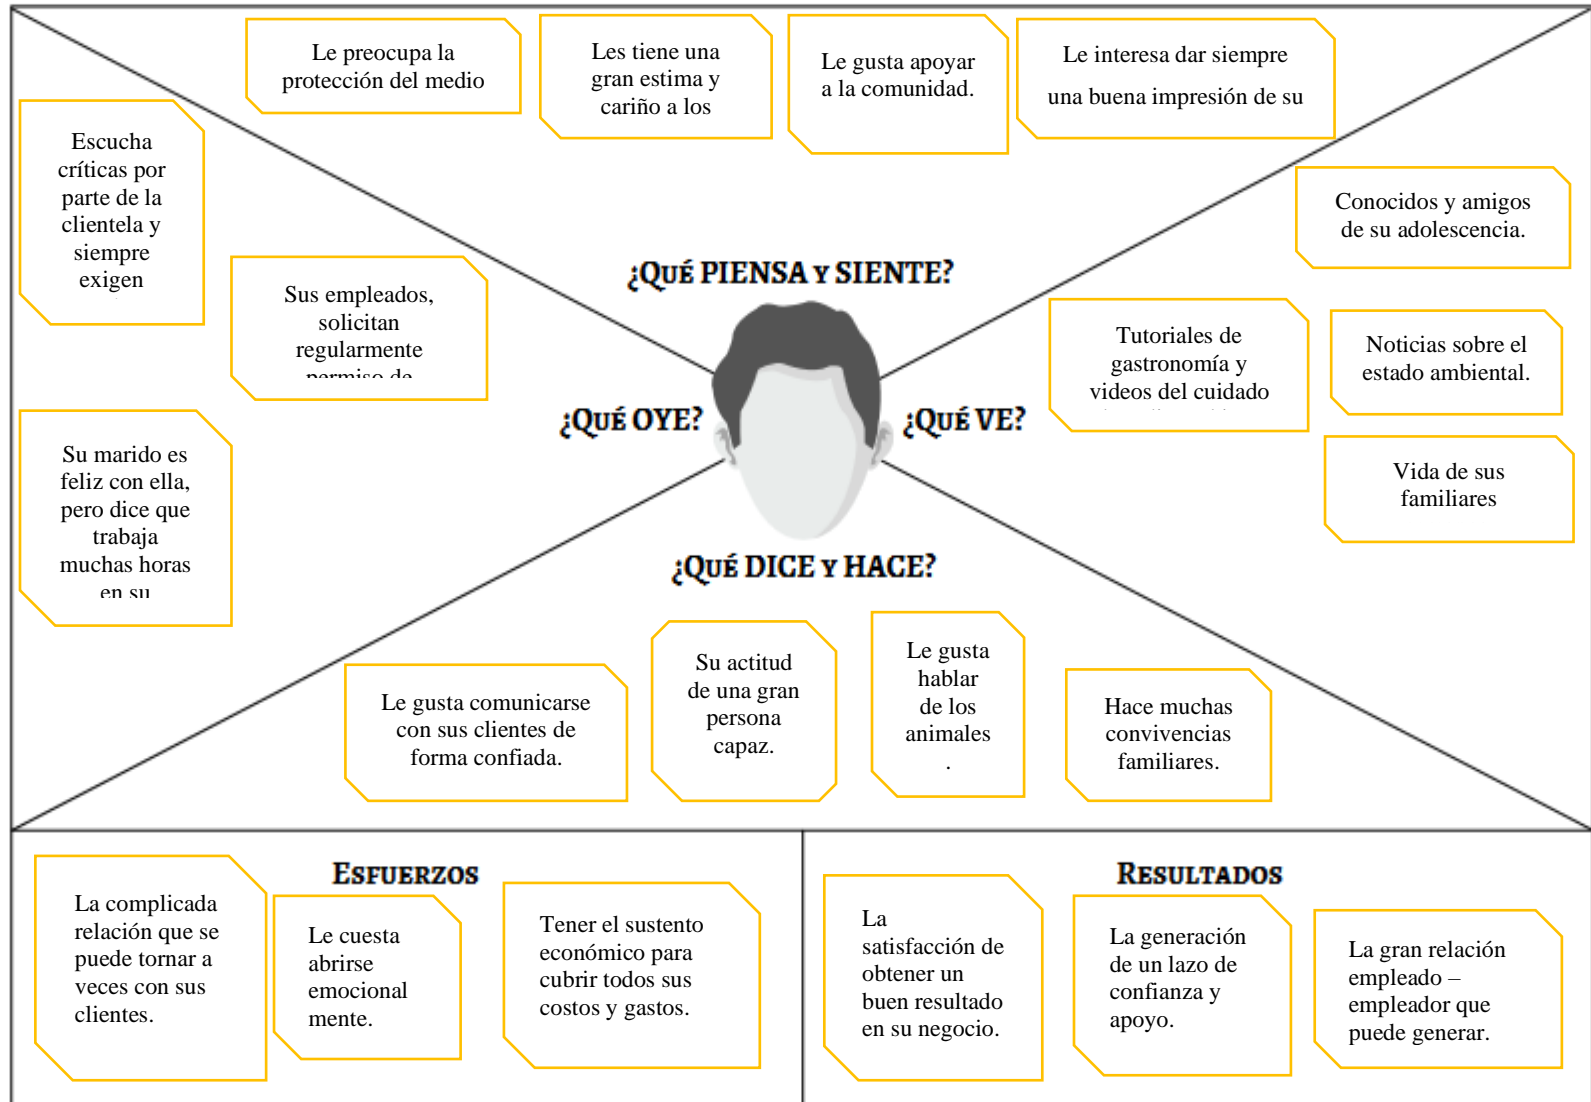 Le preocupa la
protección del medio
Les tiene una
gran estima y
cariño a los
Le gusta apoyar
a la comunidad.
Le interesa dar siempre
una buena impresión de su
¿QUÉ PIENSA Y SIENTE?
Escucha
críticas por
parte de la
clientela y
siempre
exigen
Sus empleados,
solicitan
regularmente
permiso de
Su marido es
feliz con ella,
pero dice que
trabaja
muchas horas
en su
¿QUÉ OYE?
¿QUÉ VE?
Conocidos y amigos
de su adolescencia.
Tutoriales de
gastronomía y
videos del cuidado
Noticias sobre el
estado ambiental.
Vida de sus
familiares
¿QUÉ DICE Y HACE?
Le gusta comunicarse
con sus clientes de
forma confiada.
Su actitud
de una gran
persona
capaz.
Le gusta
hablar
de los
animales
.
Hace muchas
convivencias
familiares.
ESFUERZOS
La complicada
relación que se
puede tornar a
veces con sus
clientes.
Le cuesta
abrirse
emocional
mente.
Tener el sustento
económico para
cubrir todos sus
costos y gastos.
RESULTADOS
La
satisfacción de
obtener un
buen resultado
en su negocio.
La generación
de un lazo de
confianza y
apoyo.
La gran relación
empleado –
empleador que
puede generar.